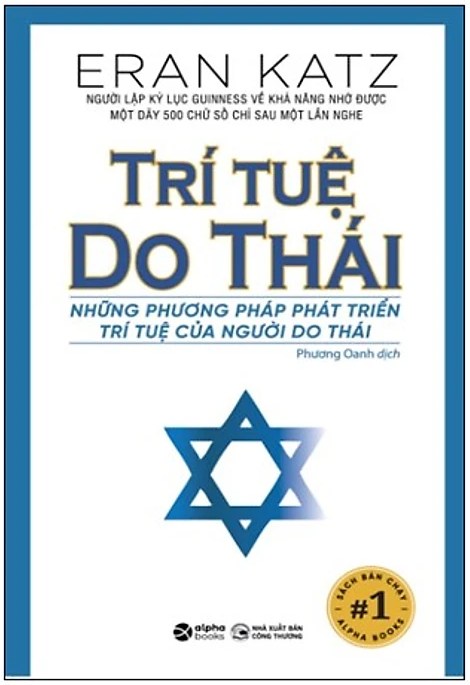 ERAN KATZ
NGƯỜI LẬP KỶ LỤC GUINNESS VỀ KHẢ NĂNG NHỚ ĐƯỢC
MỘT DÃY 500 CHỮ SỐ CHỈ SAU MỘT LẦN NGHE
TRÍ TUỆ
DO THÁI
NHỮNG PHƯƠNG PHÁP PHÁT TRIỂN
TRÍ TUỆ CỦA NGƯỜI DO THÁI
Phương Oanh dịch
SÁCH BÁN CHẠY
#1
ALPHA BOOKS
alpha
books
NHÀ XUẤT BẢN
CÔNG THƯƠNG